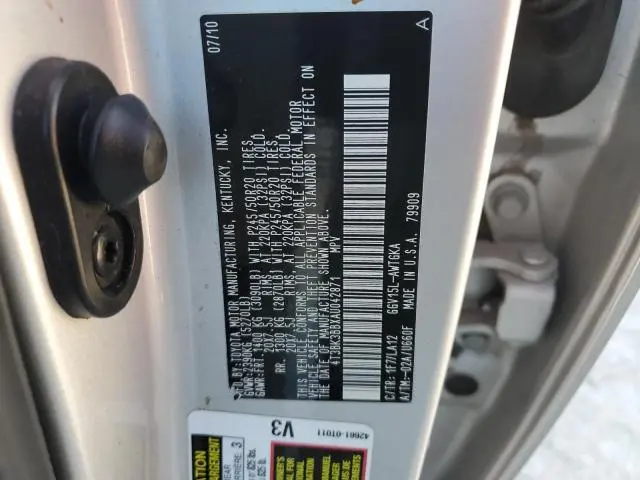 07/10 A
MFD.BY:TOYOTA MOTOR MANUFACTURING, KENTUCKY, INC.
GVWR:2390KG (5270LB)
GAWR:FRT.1400 KG (3090LB) WITH P245/50R20 TIRES,
20X7.5J RIMS, AT 220KPA (32PSI) COLD.
RR. 1300 KG (2870LB) WITH P245/50R20 TIRES,
20X7.5J RIMS, AT 220KPA (32PSI) COLD.
THIS VEHICLE CONFORMS TO ALL APPLICABLE FEDERAL MOTOR
VEHICLE SAFETY AND THEFT PREVENTION STANDARDS IN EFFECT ON
THE DATE OF MANUFACTURE SHOWN ABOVE.
4T3BK3BBXAU042871 MPV
C/TR:1F7/LA12 GGV15L-AWTGKA
A/TM:-02A/U660F MADE IN U.S.A. 79909
V3
42661-0T011
ARRIÈRE 3